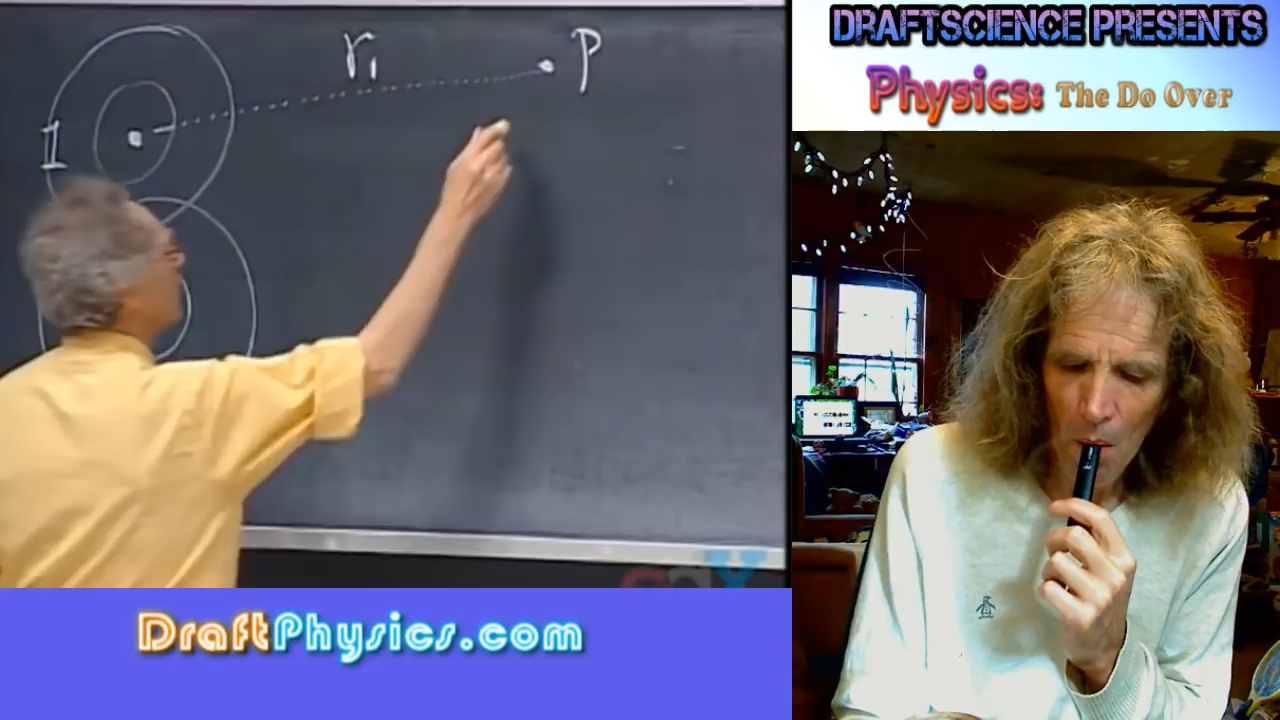 DRAFTSCIENCE PRESENTS
Physics: The Do Over
r₁
P
1
DraftPhysics.com